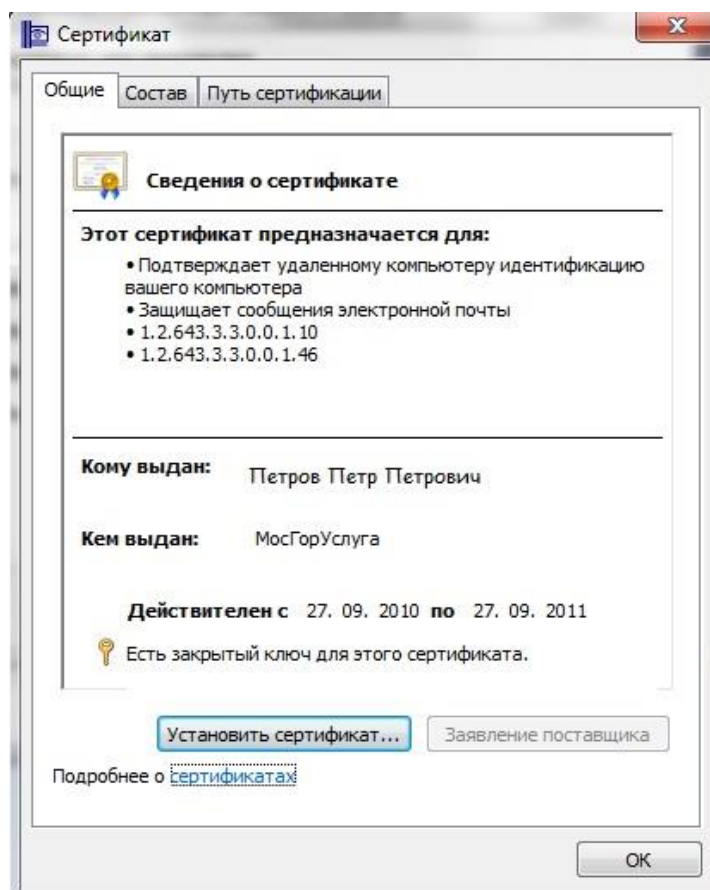 Сертификат
Общие Состав Путь сертификации
Сведения о сертификате
Этот сертификат предназначается для:
• Подтверждает удаленному компьютеру идентификацию
вашего компьютера
• Защищает сообщения электронной почты
• 1.2.643.3.3.0.0.1.10
• 1.2.643.3.3.0.0.1.46
Кому выдан: Петров Петр Петрович
Кем выдан: МосГорУслуга
Действителен с 27. 09. 2010 по 27. 09. 2011
Есть закрытый ключ для этого сертификата.
Установить сертификат... Заявление поставщика
Подробнее о сертификатах
ОК